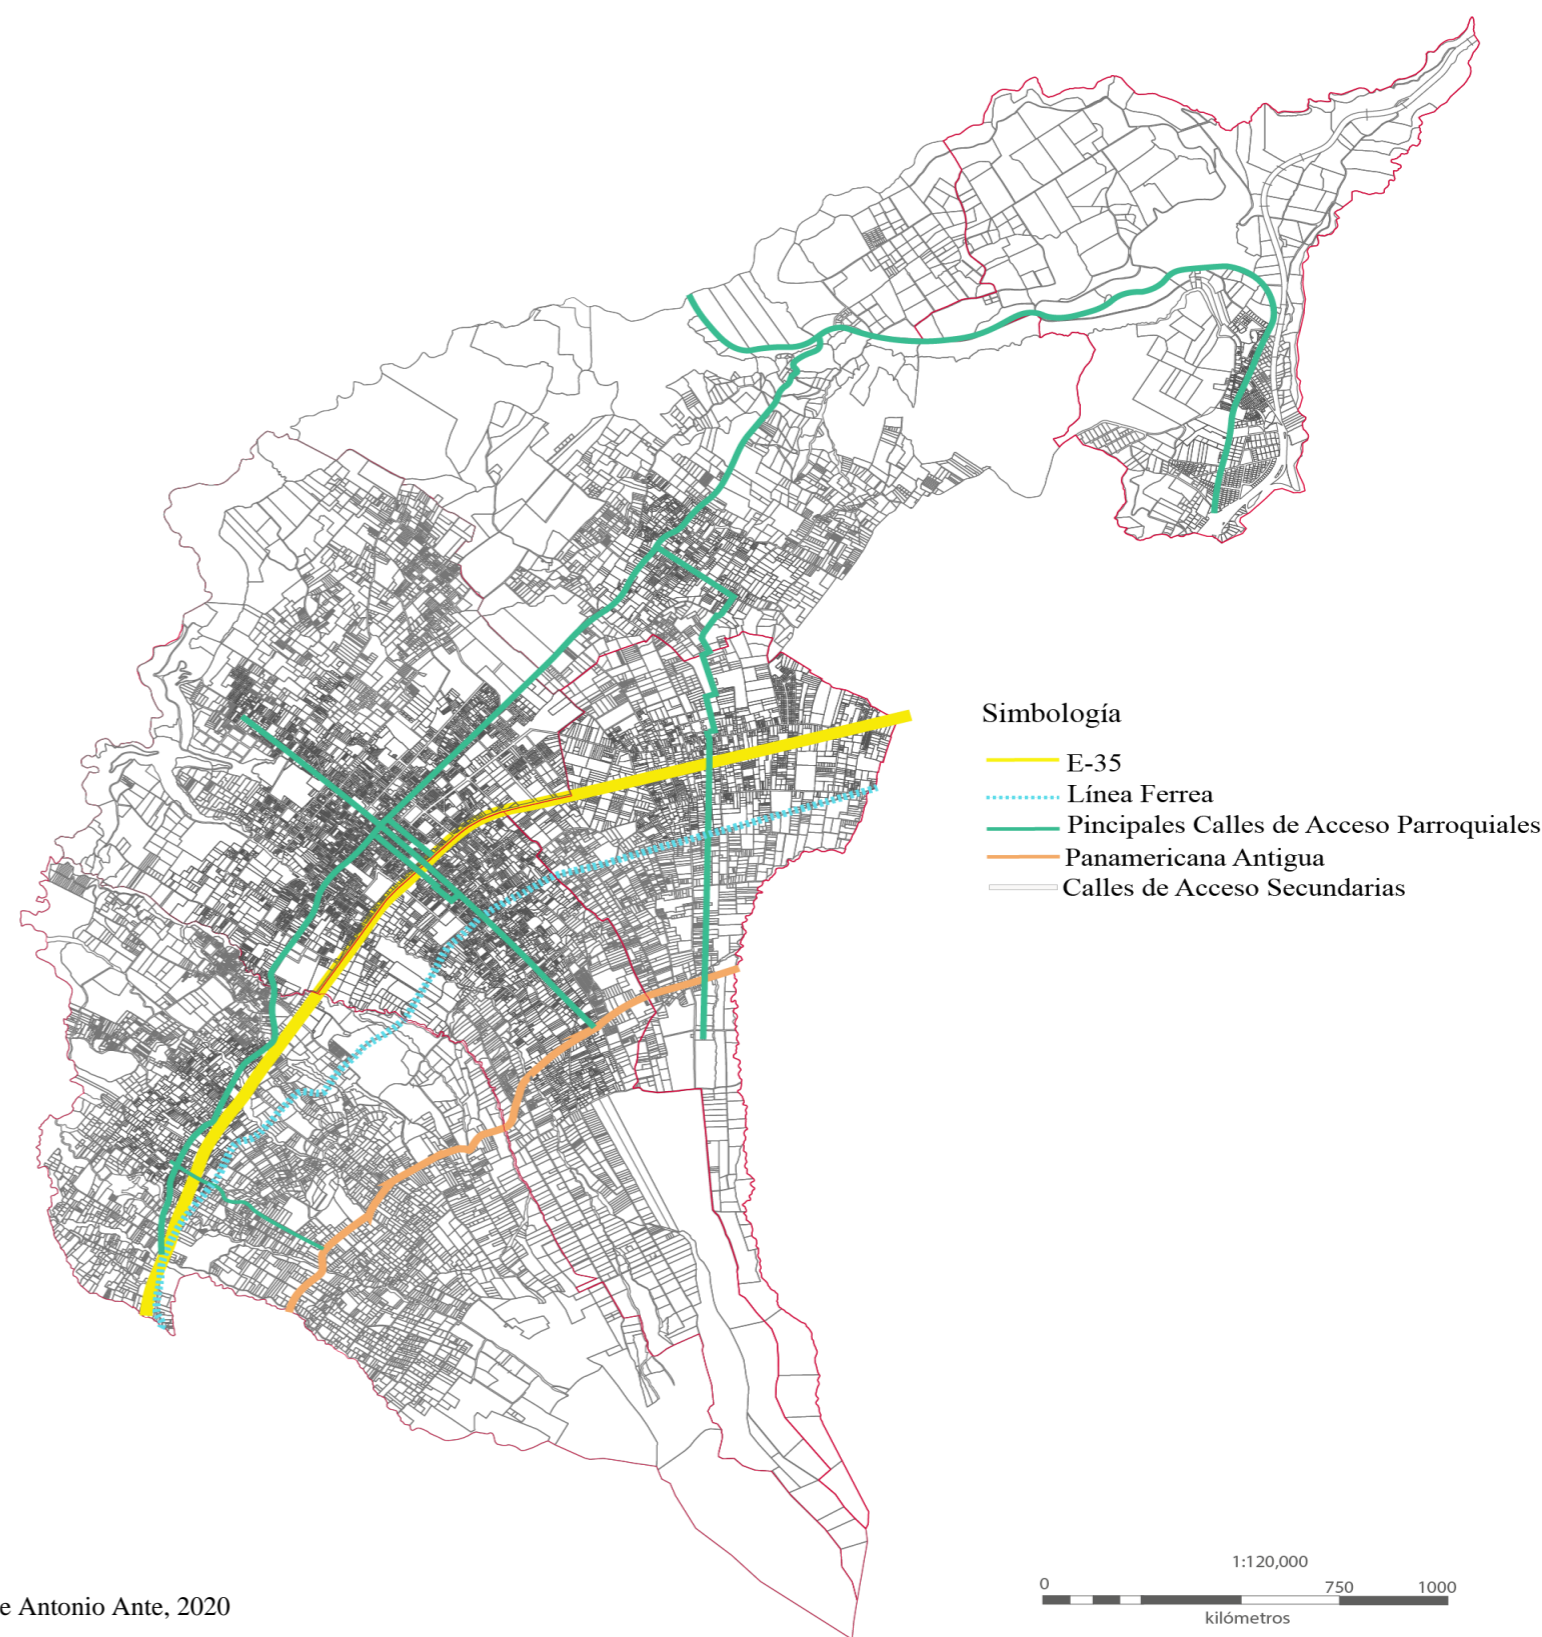 Simbología
E-35
Línea Ferrea
Pincipales Calles de Acceso Parroquiales
Panamericana Antigua
Calles de Acceso Secundarias
1:120,000
0 750 1000
kilómetros
e Antonio Ante, 2020